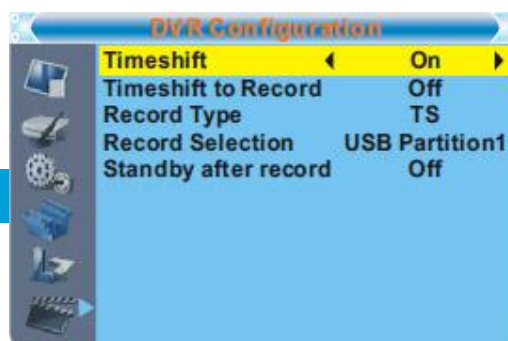 DVR Configuration
Timeshift On
Timeshift to Record Off
Record Type TS
Record Selection USB Partition1
Standby after record Off